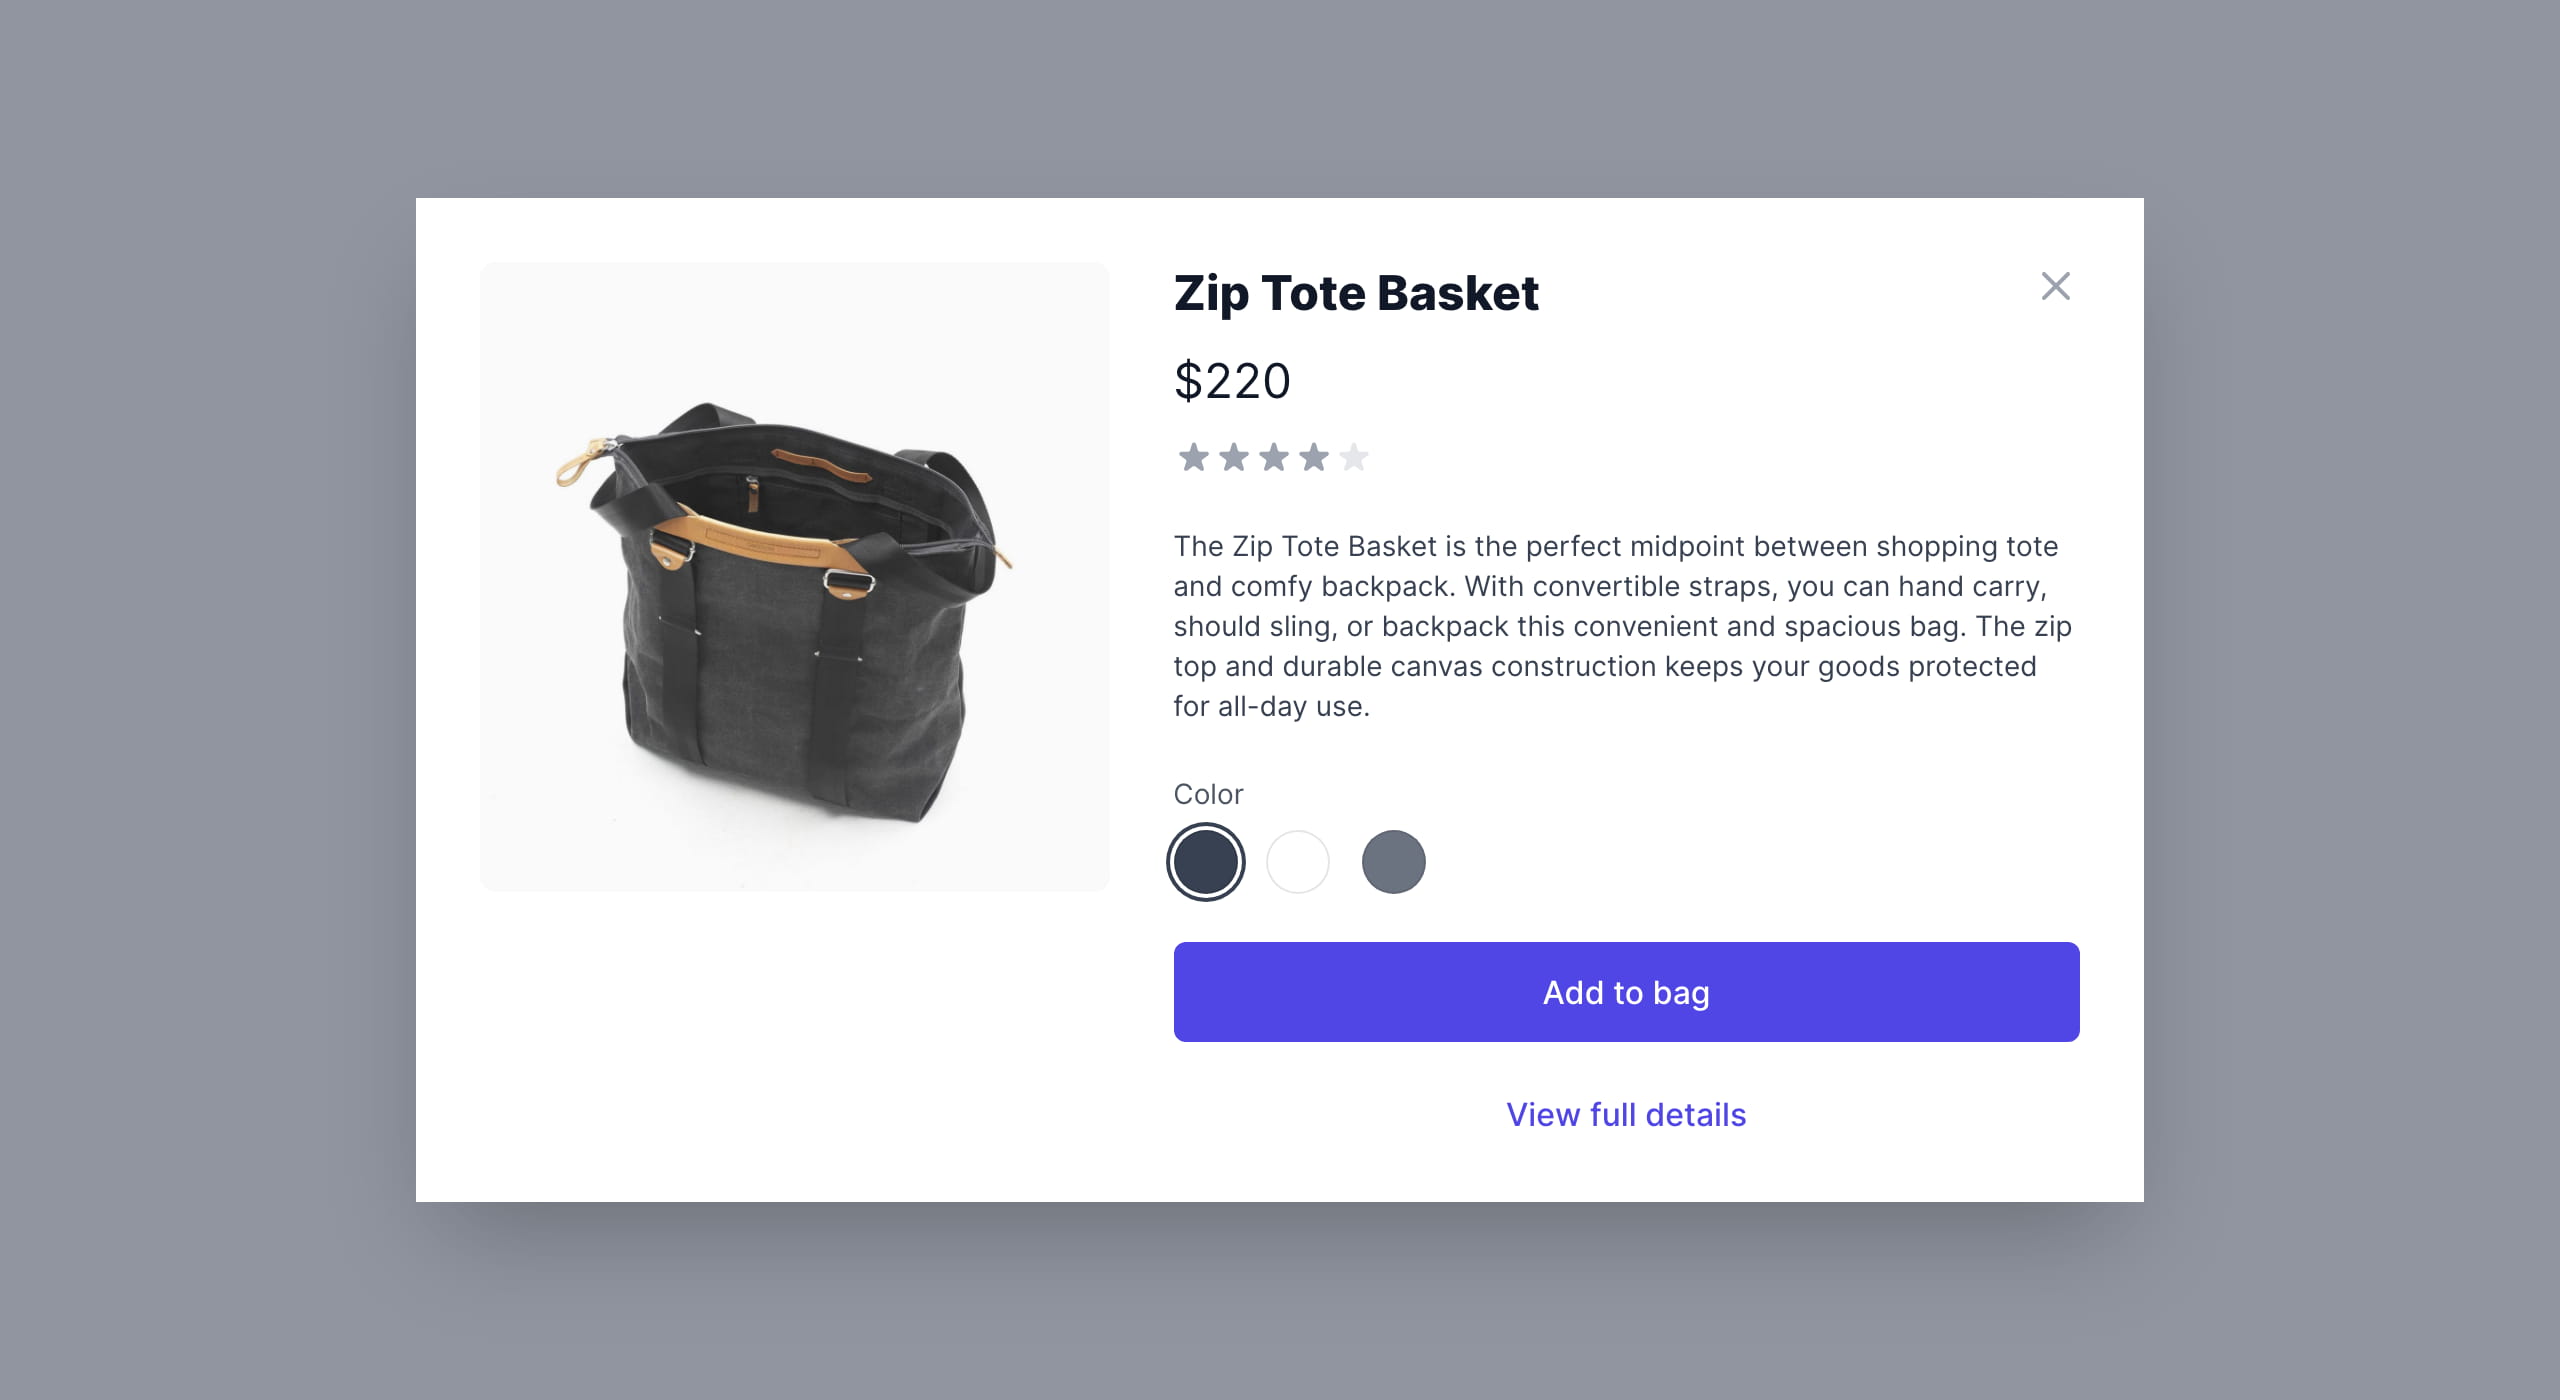 Zip Tote Basket
$220
The Zip Tote Basket is the perfect midpoint between shopping tote
and comfy backpack. With convertible straps, you can hand carry,
should sling, or backpack this convenient and spacious bag. The zip
top and durable canvas construction keeps your goods protected
for all-day use.
Color
Add to bag
View full details